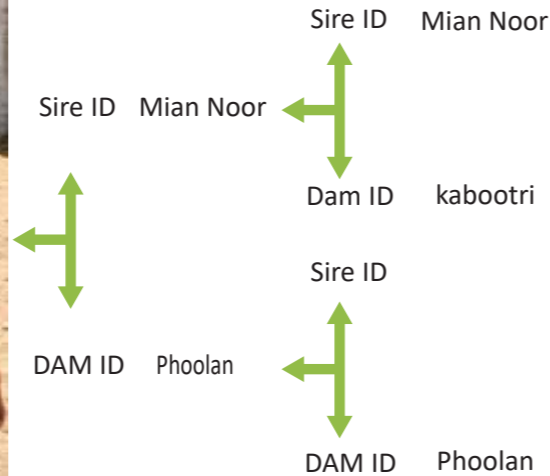 Sire ID Mian Noor
Sire ID Mian Noor
Dam ID kabootri
Sire ID
DAM ID Phoolan
DAM ID Phoolan